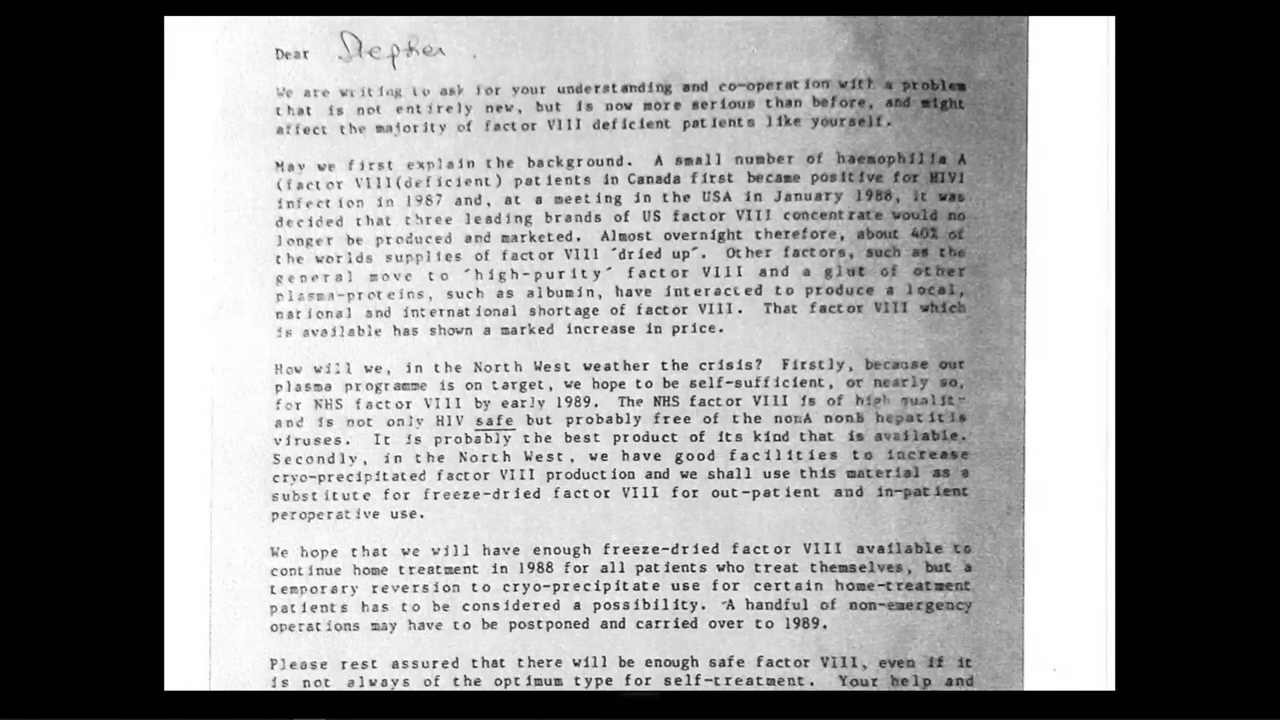 Dear Stephen.
We are writing to ask for your understanding and co-operation with a problem
that is not entirely new, but is now more serious than before, and might
affect the majority of factor VIII deficient patients like yourself.
May we first explain the background. A small number of haemophilia A
(factor VIII(deficient) patients in Canada first became positive for HIV1
infection in 1987 and, at a meeting in the USA in January 1988, it was
decided that three leading brands of US factor VIII concentrate would no
longer be produced and marketed. Almost overnight therefore, about 40% of
the worlds supplies of factor VIII "dried up". Other factors, such as the
general move to "high-purity" factor VIII and a glut of other
plasma-proteins, such as albumin, have interacted to produce a local,
national and international shortage of factor VIII. That factor VIII which
is available has shown a marked increase in price.
How will we, in the North West weather the crisis? Firstly, because our
plasma programme is on target, we hope to be self-sufficient, or nearly so,
for NHS factor VIII by early 1989. The NHS factor VIII is of high quality
and is not only HIV safe but probably free of the nonA nonB hepatitis
viruses. It is probably the best product of its kind that is available.
Secondly, in the North West, we have good facilities to increase
cryo-precipitated factor VIII production and we shall use this material as a
substitute for freeze-dried factor VIII for out-patient and in-patient
peroperative use.
We hope that we will have enough freeze-dried factor VIII available to
continue home treatment in 1988 for all patients who treat themselves, but a
temporary reversion to cryo-precipitate use for certain home-treatment
patients has to be considered a possibility. A handful of non-emergency
operations may have to be postponed and carried over to 1989.
Please rest assured that there will be enough safe factor VIII, even if it
is not always of the optimum type for self-treatment. Your help and